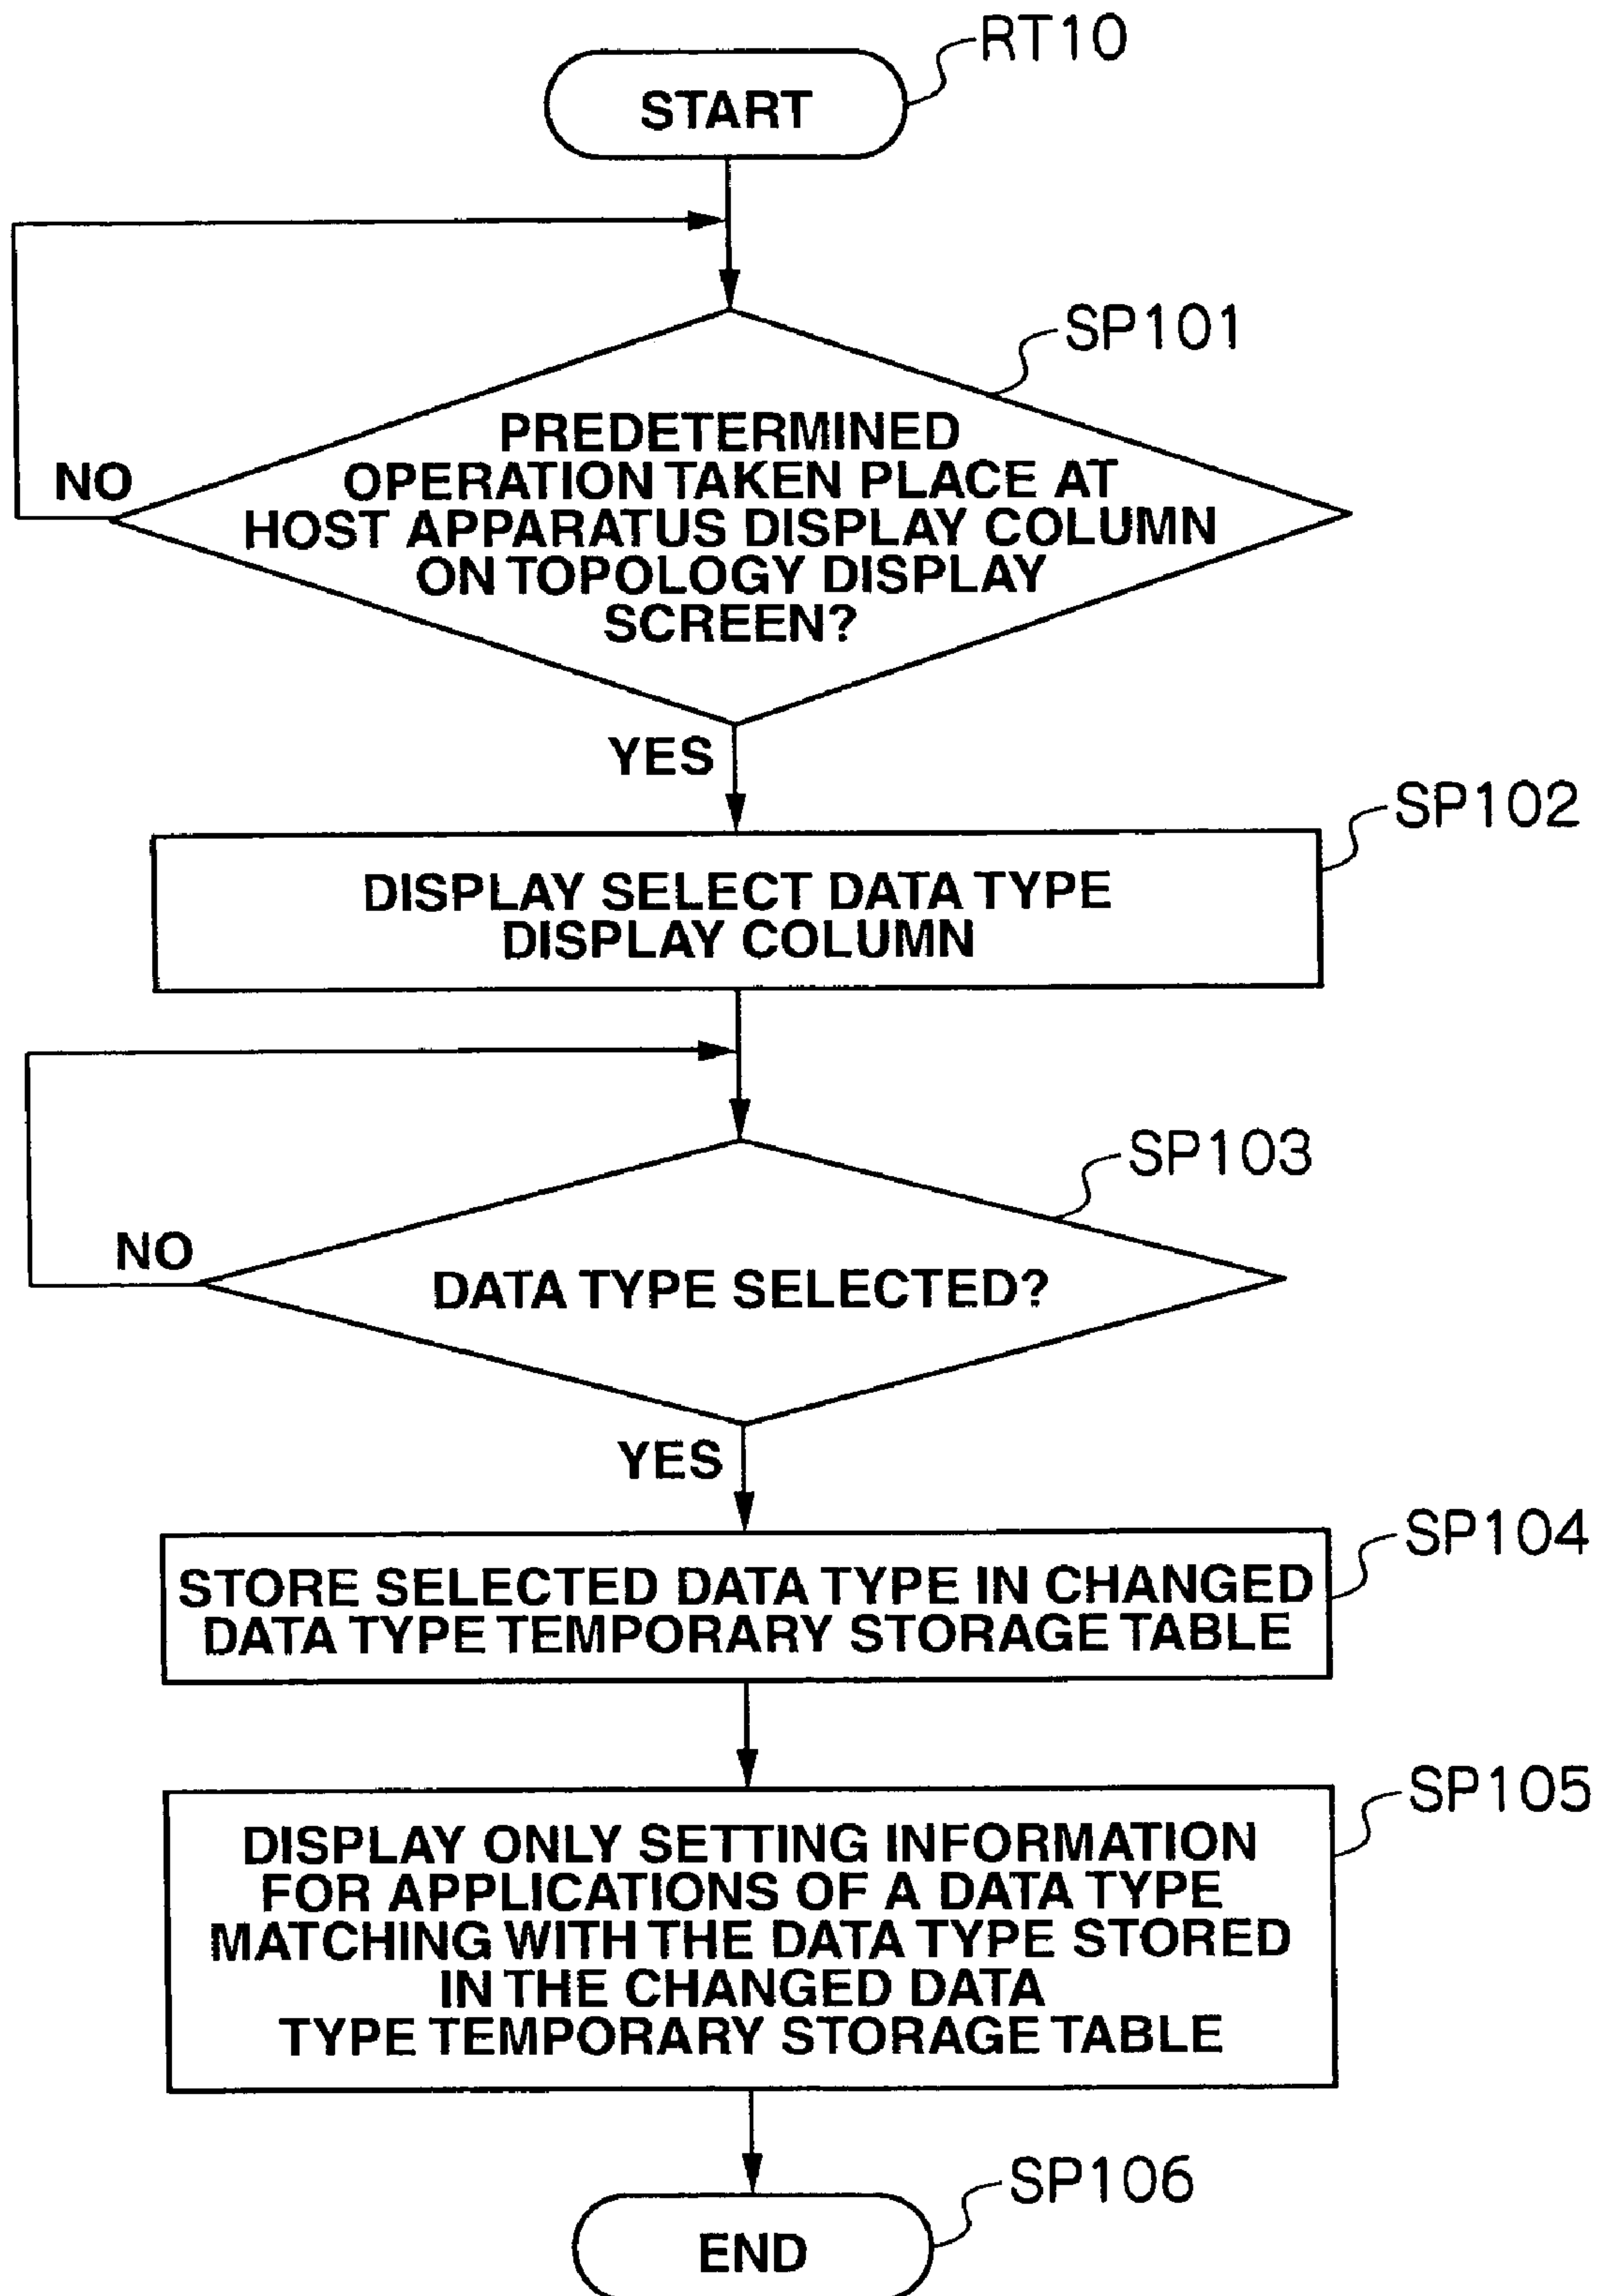 RT10
START
SP101
PREDETERMINED
OPERATION TAKEN PLACE AT
HOST APPARATUS DISPLAY COLUMN
ON TOPOLOGY DISPLAY
SCREEN?
NO
YES
SP102
DISPLAY SELECT DATA TYPE
DISPLAY COLUMN
SP103
NO
DATA TYPE SELECTED?
YES
SP104
STORE SELECTED DATA TYPE IN CHANGED
DATA TYPE TEMPORARY STORAGE TABLE
SP105
DISPLAY ONLY SETTING INFORMATION
FOR APPLICATIONS OF A DATA TYPE
MATCHING WITH THE DATA TYPE STORED
IN THE CHANGED DATA
TYPE TEMPORARY STORAGE TABLE
SP106
END